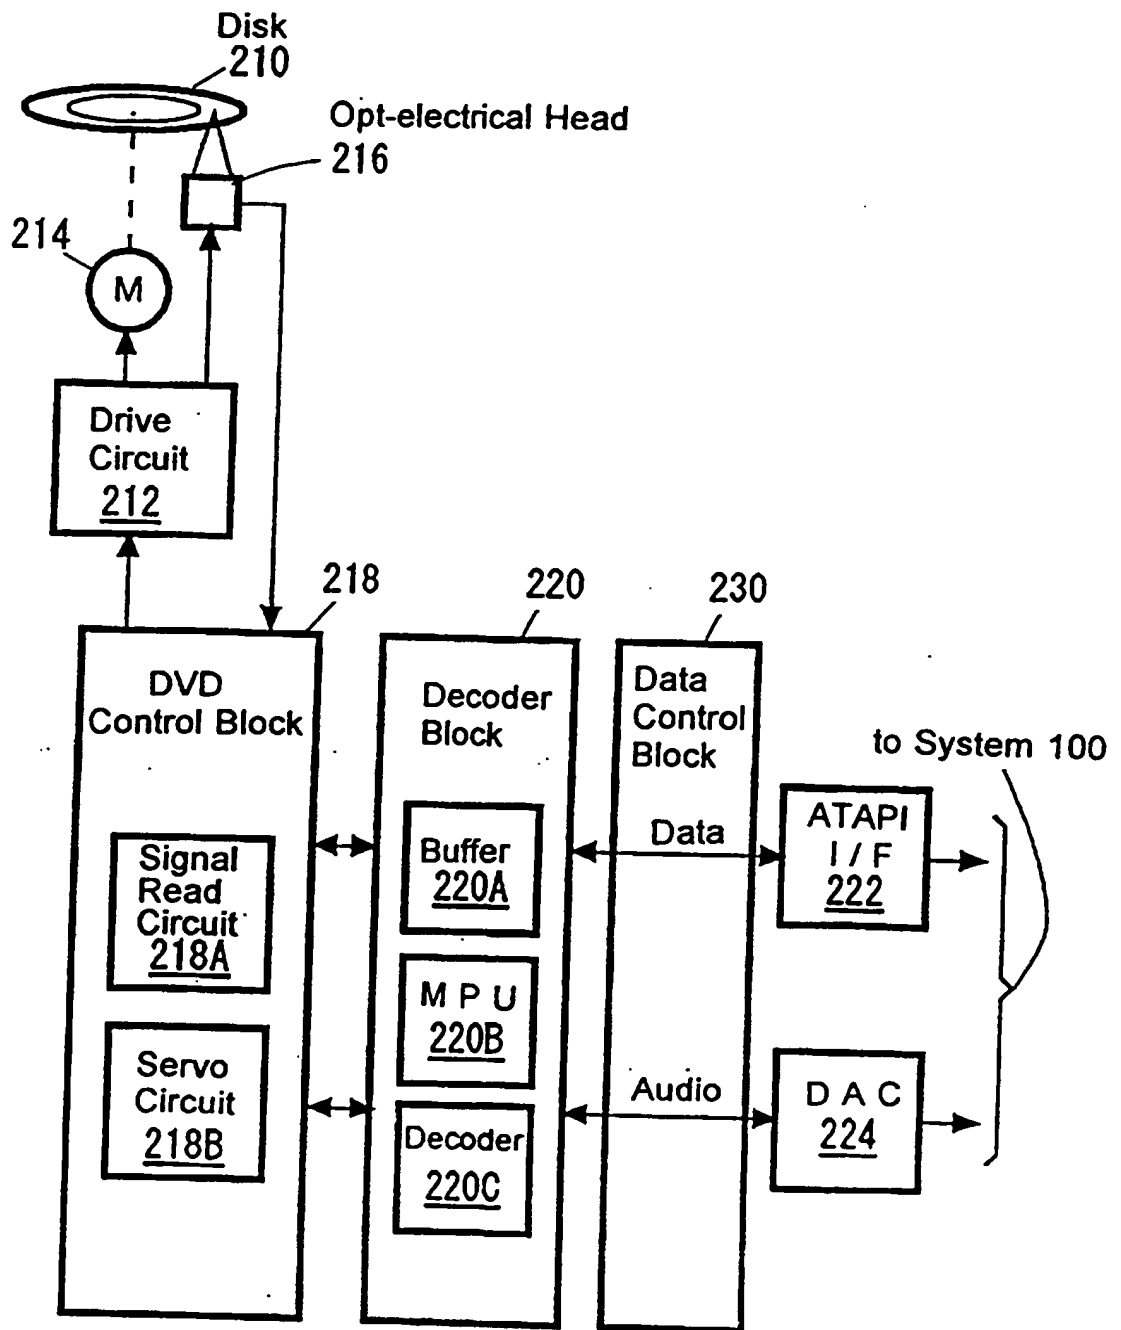 Disk
210
Opt-electrical Head
216
214
M
Drive
Circuit
212
218
220
230
DVD
Control Block
Decoder
Block
Data
Control
Block
to System 100
Signal
Read
Circuit
218A
Buffer
220A
Data
ATAPI
I/F
222
MPU
220B
Servo
Circuit
218B
Decoder
220C
Audio
DAC
224